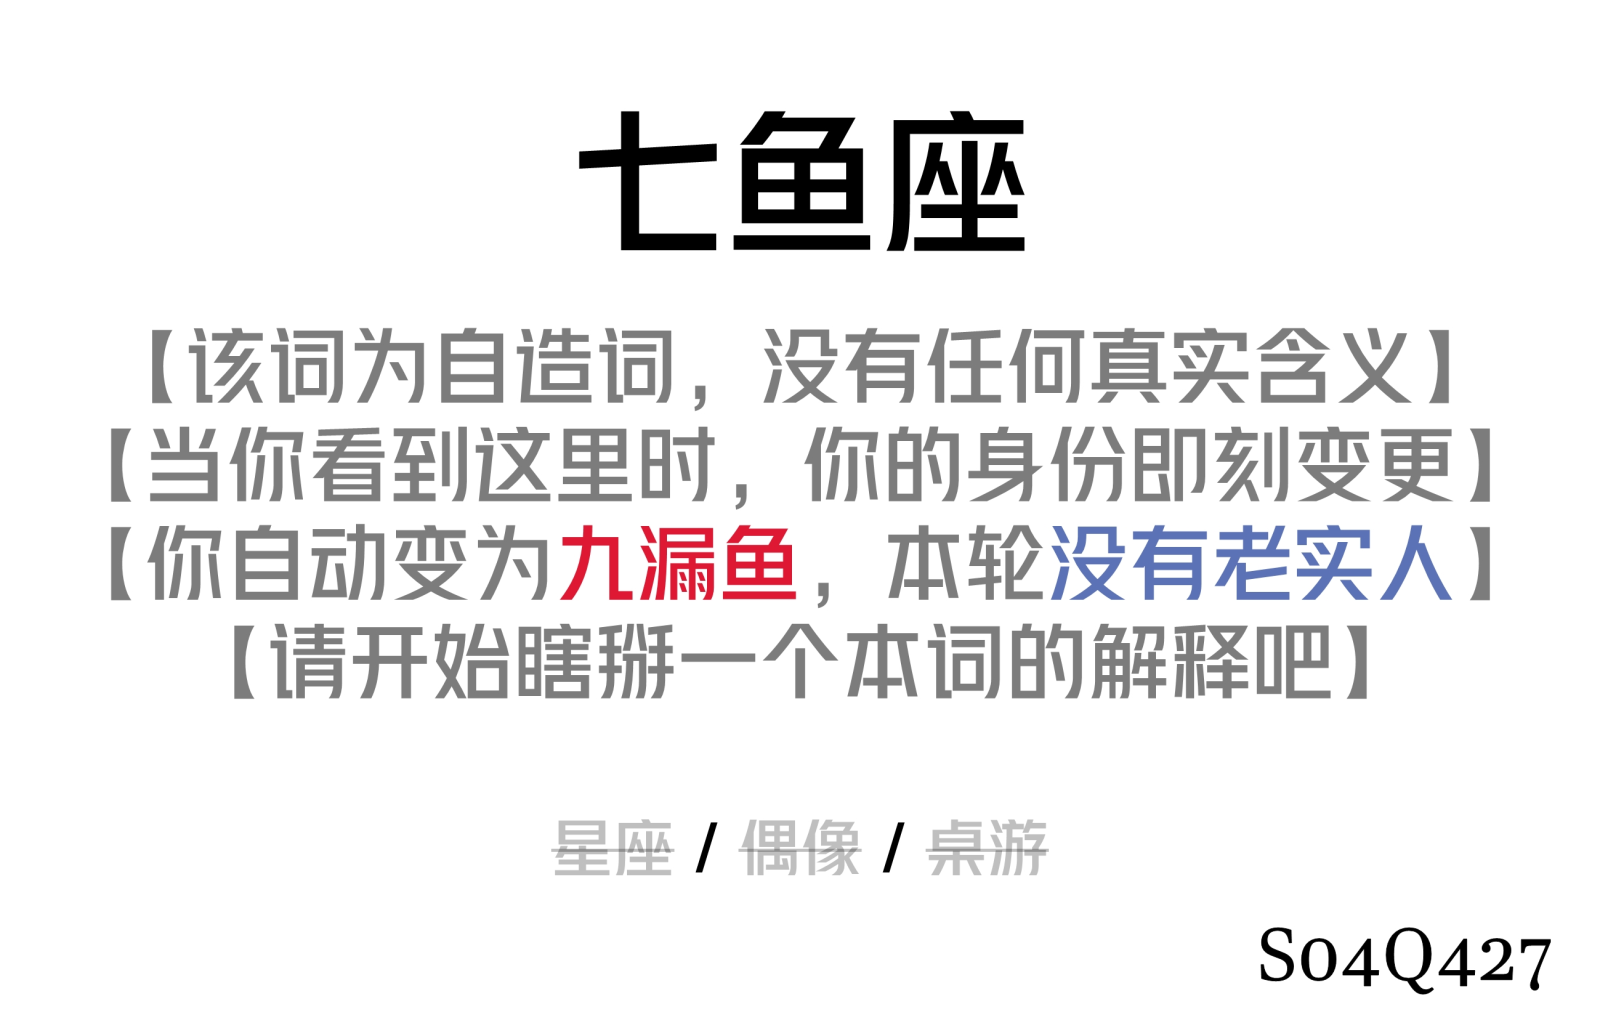 七鱼座
【该词为自造词，没有任何真实含义】
【当你看到这里时，你的身份即刻变更】
【你自动变为九漏鱼，本轮没有老实人】
【请开始瞎掰一个本词的解释吧】
星座 / 偶像 / 桌游
S04Q427